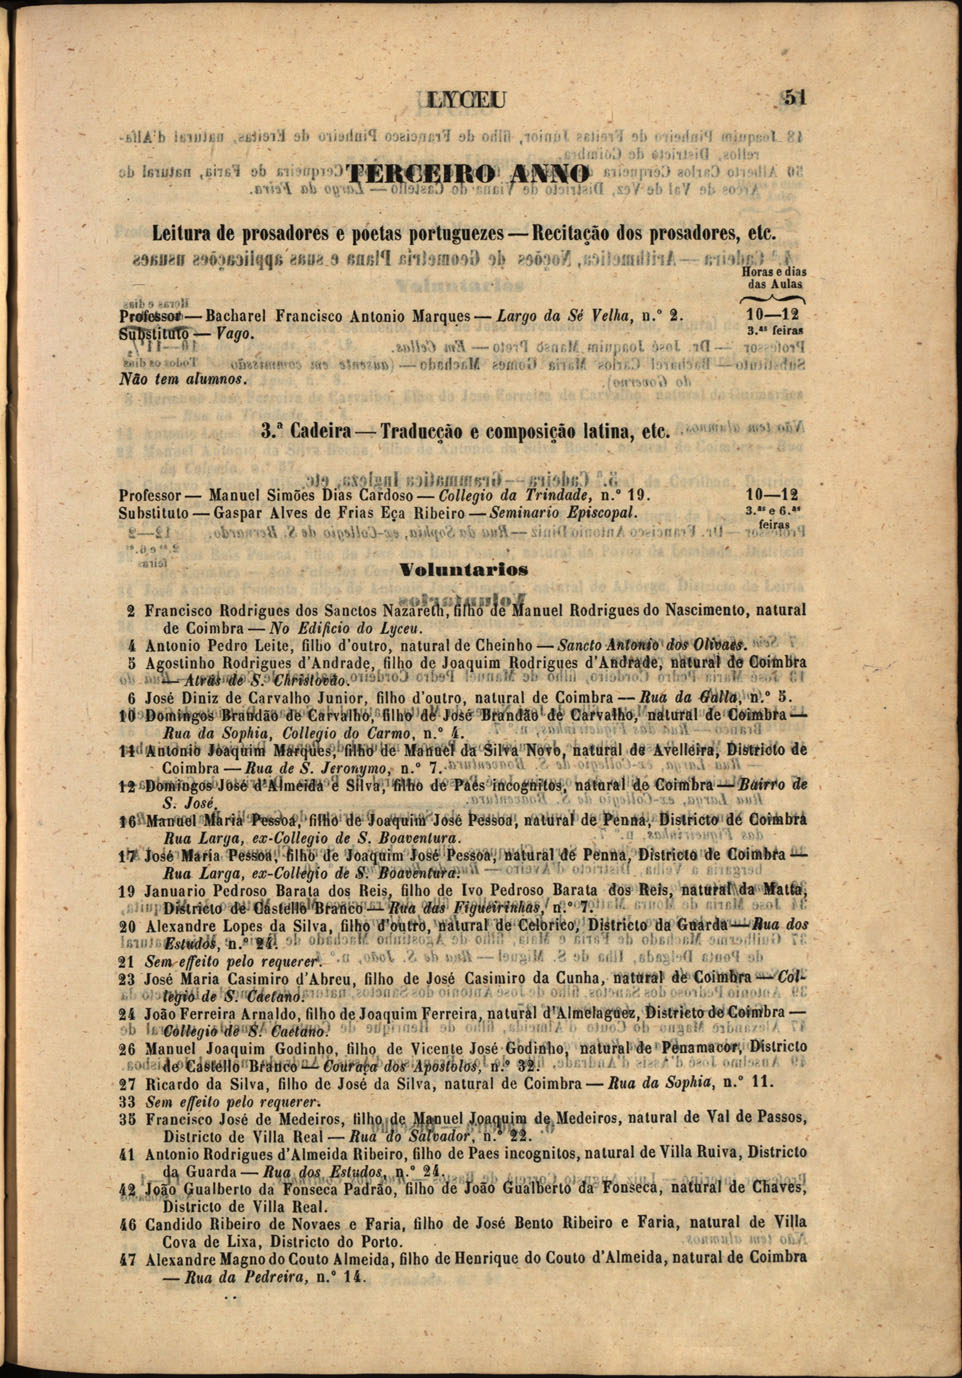 LYCEU 51
TERCEIRO ANNO
Leitura de prosadores e poetas portuguezes — Recitação dos prosadores, etc.
Horas e dias
das Aulas
Professor — Bacharel Francisco Antonio Marques — Largo da Sé Velha, n.º 2. 10—12
Substituto — Vago. 3.ªˢ feiras
Não tem alumnos.
3.ª Cadeira — Traducção e composição latina, etc.
Professor — Manuel Simões Dias Cardoso — Collegio da Trindade, n.º 19. 10—12
Substituto — Gaspar Alves de Frias Eça Ribeiro — Seminario Episcopal. 3.ªˢ e 6.ªˢ
feiras
Voluntarios
2 Francisco Rodrigues dos Sanctos Nazareth, filho de Manuel Rodrigues do Nascimento, natural
de Coimbra — No Edificio do Lyceu.
4 Antonio Pedro Leite, filho d'outro, natural de Cheinho — Sancto Antonio dos Olivaes.
5 Agostinho Rodrigues d'Andrade, filho de Joaquim Rodrigues d'Andrade, natural de Coimbra
— Atrás de S. Christovão.
6 José Diniz de Carvalho Junior, filho d'outro, natural de Coimbra — Rua da Galla, n.º 5.
10 Domingos Brandão de Carvalho, filho de José Brandão de Carvalho, natural de Coimbra —
Rua da Sophia, Collegio do Carmo, n.º 4.
11 Antonio Joaquim Marques, filho de Manuel da Silva Novo, natural de Avelleira, Districto de
Coimbra — Rua de S. Jeronymo, n.º 7.
12 Domingos José d'Almeida e Silva, filho de Paes incognitos, natural de Coimbra — Bairro de
S. José.
16 Manuel Maria Pessoa, filho de Joaquim José Pessoa, natural de Penna, Districto de Coimbra
Rua Larga, ex-Collegio de S. Boaventura.
17 José Maria Pessoa, filho de Joaquim José Pessoa, natural de Penna, Districto de Coimbra —
Rua Larga, ex-Collegio de S. Boaventura.
19 Januario Pedroso Barata dos Reis, filho de Ivo Pedroso Barata dos Reis, natural da Matta,
Districto de Castello Branco — Rua das Figueirinhas, n.º 7.
20 Alexandre Lopes da Silva, filho d'outro, natural de Celorico, Districto da Guarda — Rua dos
Estudos, n.º 24.
21 Sem effeito pelo requerer.
23 José Maria Casimiro d'Abreu, filho de José Casimiro da Cunha, natural de Coimbra — Col-
legio de S. Caetano.
24 João Ferreira Arnaldo, filho de Joaquim Ferreira, natural d'Almelaguez, Districto de Coimbra —
Collegio de S. Caetano.
26 Manuel Joaquim Godinho, filho de Vicente José Godinho, natural de Penamacor, Districto
de Castello Branco — Couraça dos Apostolos, n.º 32.
27 Ricardo da Silva, filho de José da Silva, natural de Coimbra — Rua da Sophia, n.º 11.
33 Sem effeito pelo requerer.
35 Francisco José de Medeiros, filho de Manuel Joaquim de Medeiros, natural de Val de Passos,
Districto de Villa Real — Rua do Salvador, n.º 22.
41 Antonio Rodrigues d'Almeida Ribeiro, filho de Paes incognitos, natural de Villa Ruiva, Districto
da Guarda — Rua dos Estudos, n.º 24.
42 João Gualberto da Fonseca Padrão, filho de João Gualberto da Fonseca, natural de Chaves,
Districto de Villa Real.
46 Candido Ribeiro de Novaes e Faria, filho de José Bento Ribeiro e Faria, natural de Villa
Cova de Lixa, Districto do Porto.
47 Alexandre Magno do Couto Almeida, filho de Henrique do Couto d'Almeida, natural de Coimbra
— Rua da Pedreira, n.º 14.